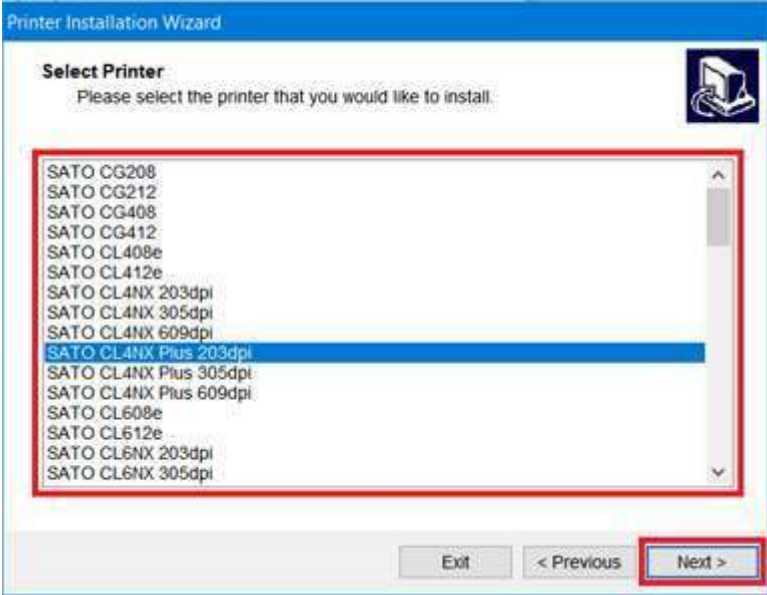 Printer Installation Wizard
Select Printer
Please select the printer that you would like to install.
SATO CG208
SATO CG212
SATO CG408
SATO CG412
SATO CL408e
SATO CL412e
SATO CL4NX 203dpi
SATO CL4NX 305dpi
SATO CL4NX 609dpi
SATO CL4NX Plus 203dpi
SATO CL4NX Plus 305dpi
SATO CL4NX Plus 609dpi
SATO CL608e
SATO CL612e
SATO CL6NX 203dpi
SATO CL6NX 305dpi
Exit
< Previous
Next >